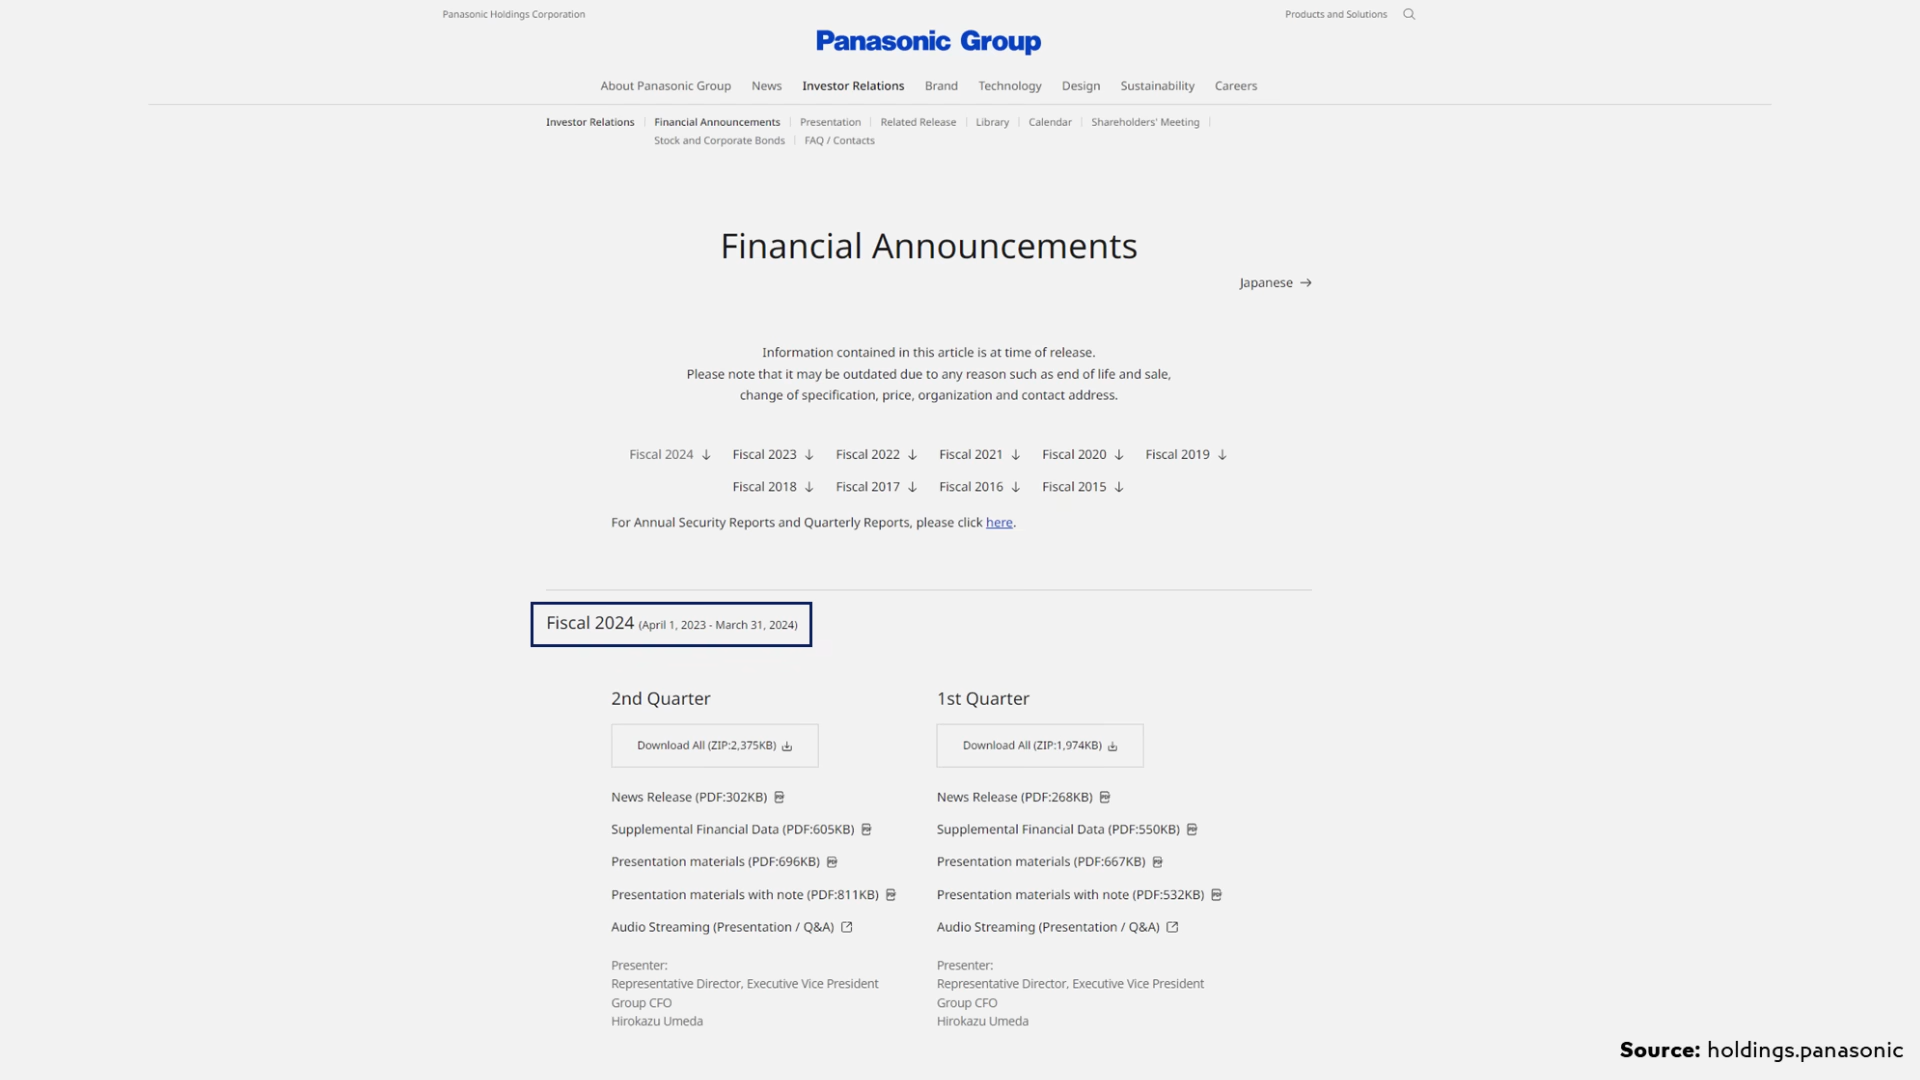 Panasonic Holdings Corporation
Products and Solutions
Panasonic Group
About Panasonic Group News Investor Relations Brand Technology Design Sustainability Careers
Investor Relations Financial Announcements Presentation Related Release Library Calendar Shareholders' Meeting
Stock and Corporate Bonds FAQ / Contacts
Financial Announcements
Japanese →
Information contained in this article is at time of release.
Please note that it may be outdated due to any reason such as end of life and sale,
change of specification, price, organization and contact address.
Fiscal 2024 ↓ Fiscal 2023 ↓ Fiscal 2022 ↓ Fiscal 2021 ↓ Fiscal 2020 ↓ Fiscal 2019 ↓
Fiscal 2018 ↓ Fiscal 2017 ↓ Fiscal 2016 ↓ Fiscal 2015 ↓
For Annual Security Reports and Quarterly Reports, please click here.
Fiscal 2024 (April 1, 2023 - March 31, 2024)
2nd Quarter
Download All (ZIP:2,375KB)
News Release (PDF:302KB)
Supplemental Financial Data (PDF:605KB)
Presentation materials (PDF:696KB)
Presentation materials with note (PDF:811KB)
Audio Streaming (Presentation / Q&A)
Presenter:
Representative Director, Executive Vice President
Group CFO
Hirokazu Umeda
1st Quarter
Download All (ZIP:1,974KB)
News Release (PDF:268KB)
Supplemental Financial Data (PDF:550KB)
Presentation materials (PDF:667KB)
Presentation materials with note (PDF:532KB)
Audio Streaming (Presentation / Q&A)
Presenter:
Representative Director, Executive Vice President
Group CFO
Hirokazu Umeda
Source: holdings.panasonic